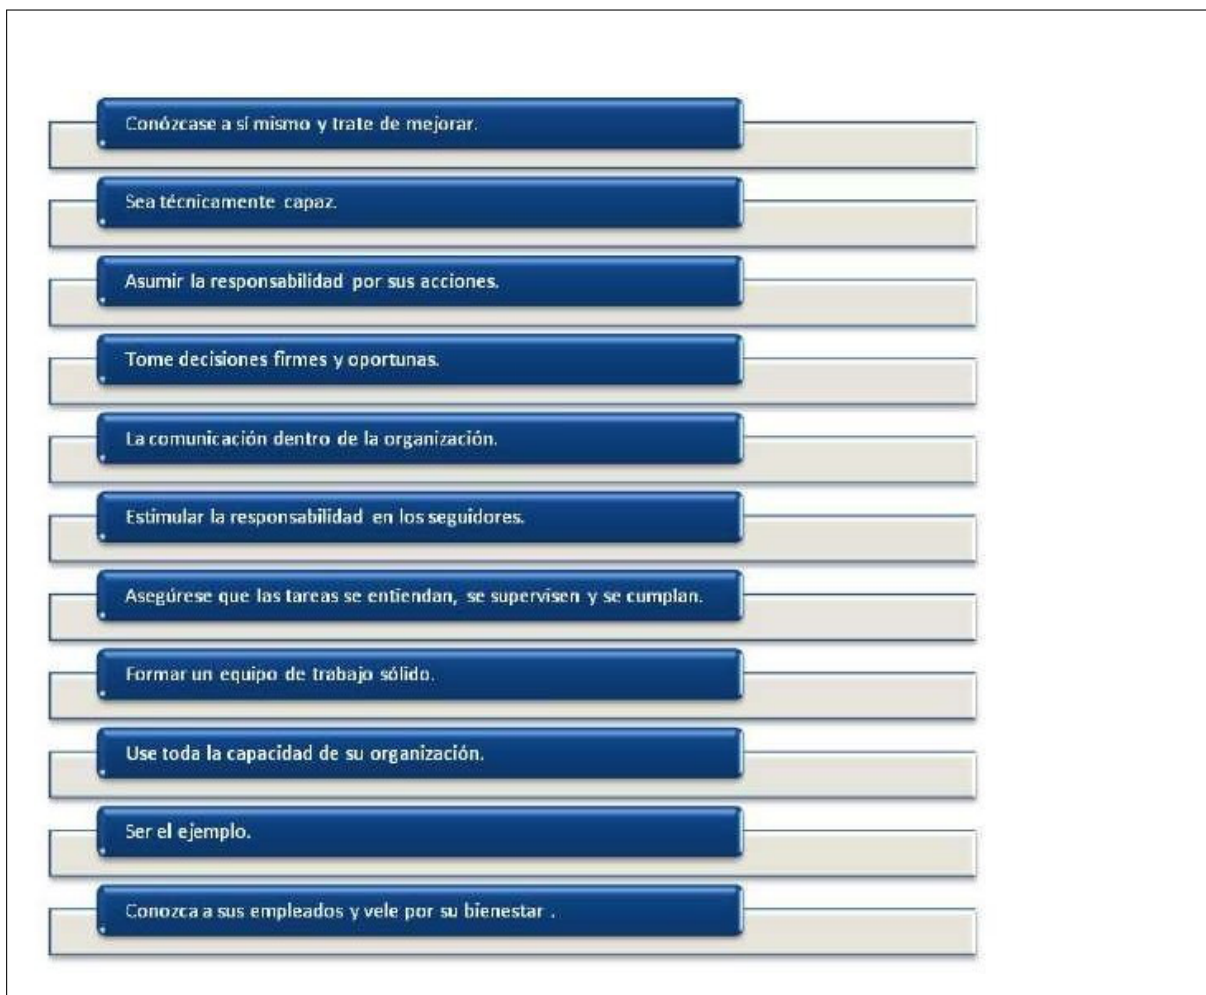 Conózcase a sí mismo y trate de mejorar.
Sea técnicamente capaz.
Asumir la responsabilidad por sus acciones.
Tome decisiones firmes y oportunas.
La comunicación dentro de la organización.
Estimular la responsabilidad en los seguidores.
Asegúrese que las tareas se entiendan, se supervisen y se cumplan.
Formar un equipo de trabajo sólido.
Use toda la capacidad de su organización.
Ser el ejemplo.
Conozca a sus empleados y vele por su bienestar .